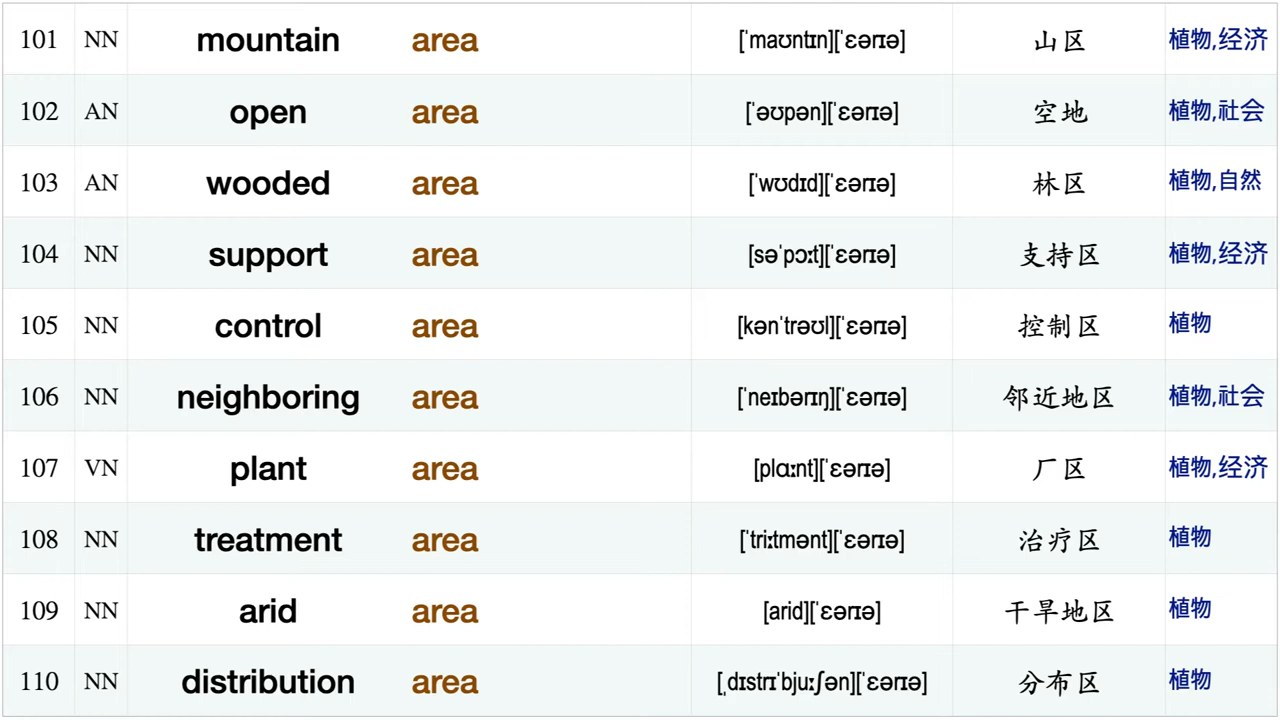 101 NN mountain area [ˈmaʊntɪn][ˈɛərɪə] 山区 植物,经济
102 AN open area [ˈəʊpən][ˈɛərɪə] 空地 植物,社会
103 AN wooded area [ˈwʊdɪd][ˈɛərɪə] 林区 植物,自然
104 NN support area [səˈpɔːt][ˈɛərɪə] 支持区 植物,经济
105 NN control area [kənˈtrəʊl][ˈɛərɪə] 控制区 植物
106 NN neighboring area [ˈneɪbərɪŋ][ˈɛərɪə] 邻近地区 植物,社会
107 VN plant area [plɑːnt][ˈɛərɪə] 厂区 植物,经济
108 NN treatment area [ˈtriːtmənt][ˈɛərɪə] 治疗区 植物
109 NN arid area [arid][ˈɛərɪə] 干旱地区 植物
110 NN distribution area [ˌdɪstrɪˈbjuːʃən][ˈɛərɪə] 分布区 植物